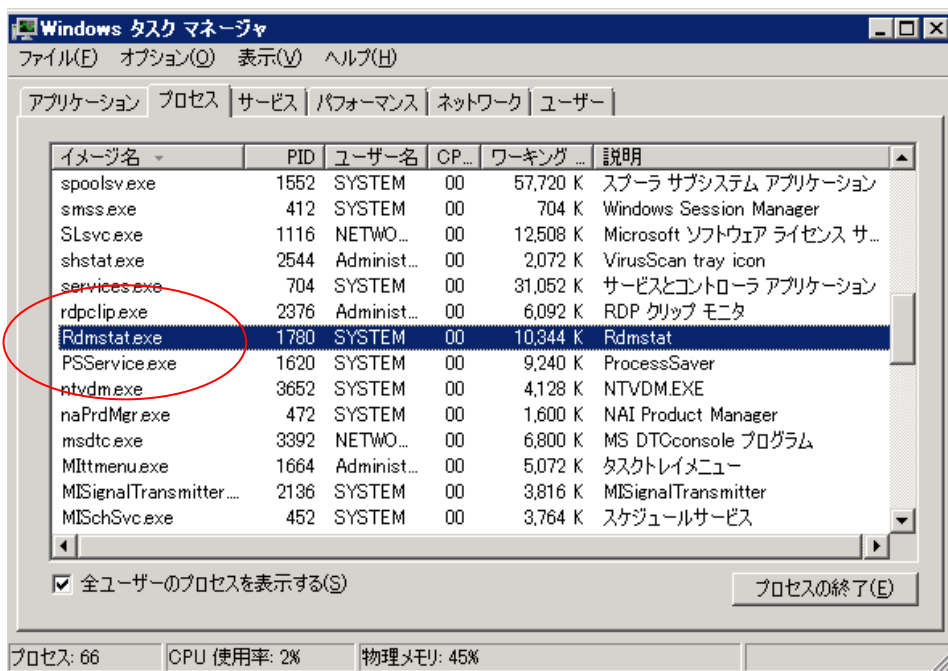 Windows タスク マネージャ
ファイル(F) オプション(O) 表示(V) ヘルプ(H)
アプリケーション プロセス サービス パフォーマンス ネットワーク ユーザー
イメージ名 PID ユーザー名 CP... ワーキング ... 説明
spoolsv.exe 1552 SYSTEM 00 57,720 K スプーラ サブシステム アプリケーション
smss.exe 412 SYSTEM 00 704 K Windows Session Manager
SLsvc.exe 1116 NETWO... 00 12,508 K Microsoft ソフトウェア ライセンス サ...
shstat.exe 2544 Administ... 00 2,072 K VirusScan tray icon
services.exe 704 SYSTEM 00 31,052 K サービスとコントローラ アプリケーション
rdpclip.exe 2376 Administ... 00 6,092 K RDP クリップ モニタ
Rdmstat.exe 1780 SYSTEM 00 10,344 K Rdmstat
PSService.exe 1620 SYSTEM 00 9,240 K ProcessSaver
ntvdm.exe 3652 SYSTEM 00 4,128 K NTVDM.EXE
naPrdMgr.exe 472 SYSTEM 00 1,600 K NAI Product Manager
msdtc.exe 3392 NETWO... 00 6,800 K MS DTCconsole プログラム
MIttmenu.exe 1664 Administ... 00 5,072 K タスクトレイメニュー
MISignalTransmitter.... 2136 SYSTEM 00 3,816 K MISignalTransmitter
MISchSvc.exe 452 SYSTEM 00 3,764 K スケジュールサービス
全ユーザーのプロセスを表示する(S) プロセスの終了(E)
プロセス: 66 CPU 使用率: 2% 物理メモリ: 45%